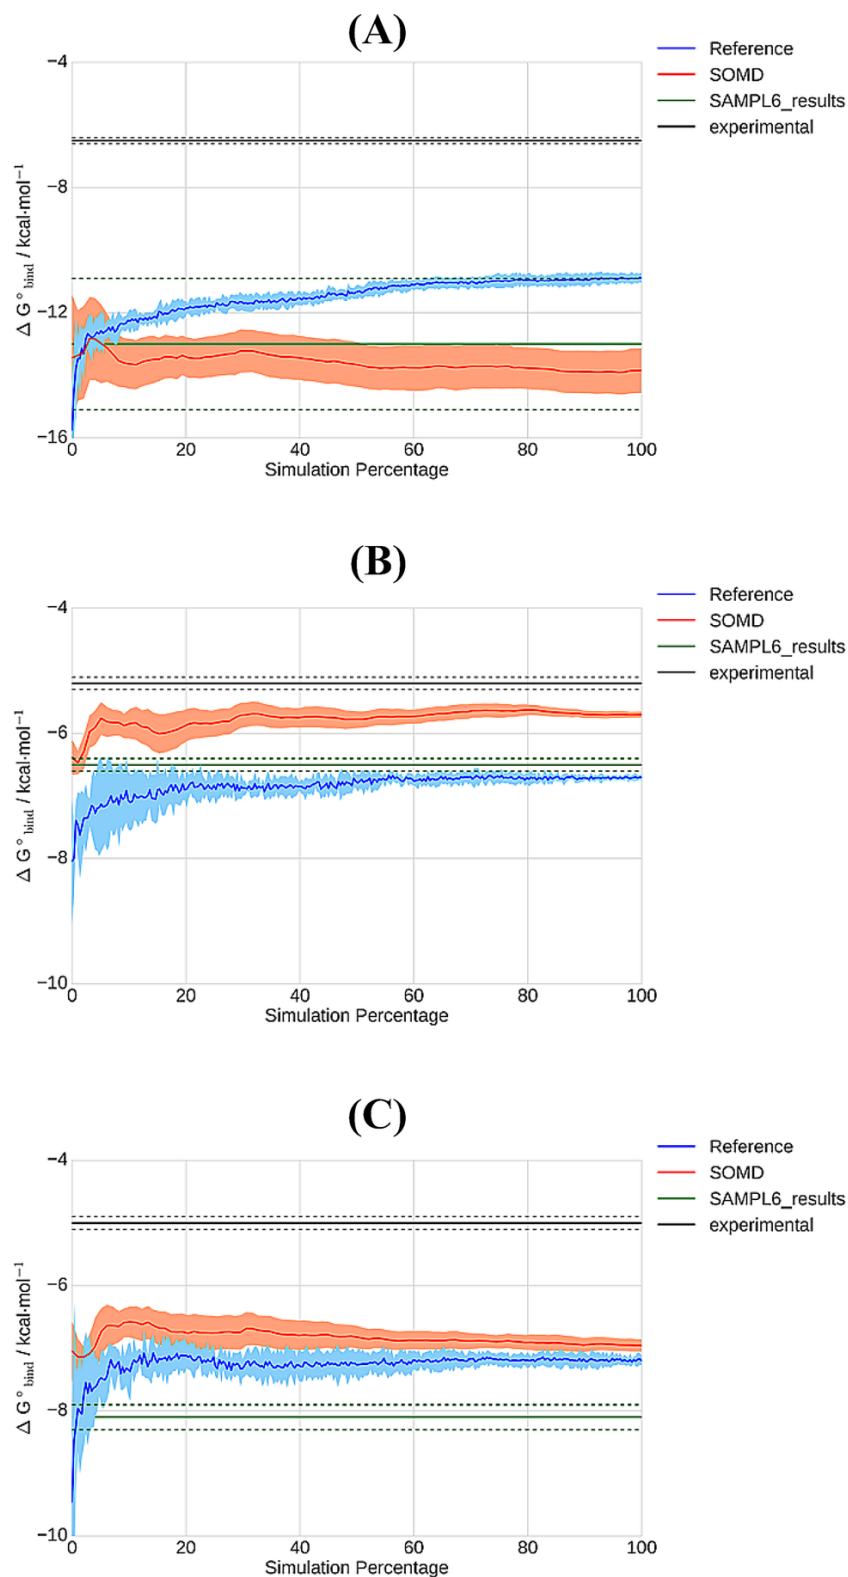 (A)
Reference
SOMD
SAMPL6_results
experimental
−4
−8
−12
−16
Δ G°bind / kcal·mol−1
0 20 40 60 80 100
Simulation Percentage
(B)
Reference
SOMD
SAMPL6_results
experimental
−4
−6
−8
−10
Δ G°bind / kcal·mol−1
0 20 40 60 80 100
Simulation Percentage
(C)
Reference
SOMD
SAMPL6_results
experimental
−4
−6
−8
−10
Δ G°bind / kcal·mol−1
0 20 40 60 80 100
Simulation Percentage